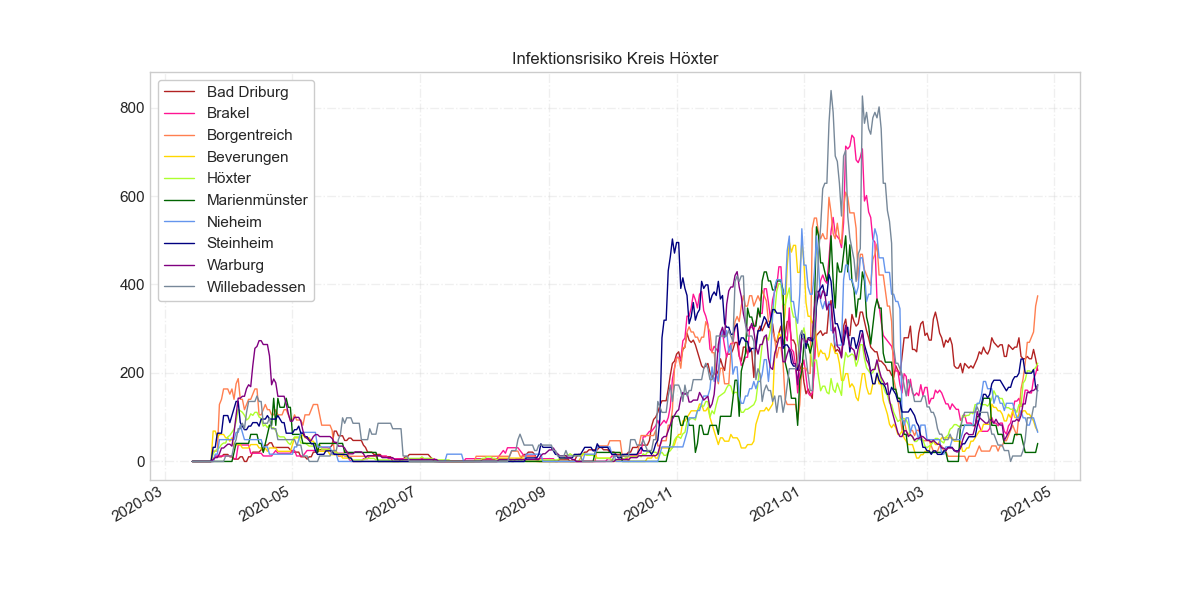 Infektionsrisiko Kreis Höxter
Bad Driburg
Brakel
Borgentreich
Beverungen
Höxter
Marienmünster
Nieheim
Steinheim
Warburg
Willebadessen
800
600
400
200
0
2020-03
2020-05
2020-07
2020-09
2020-11
2021-01
2021-03
2021-05